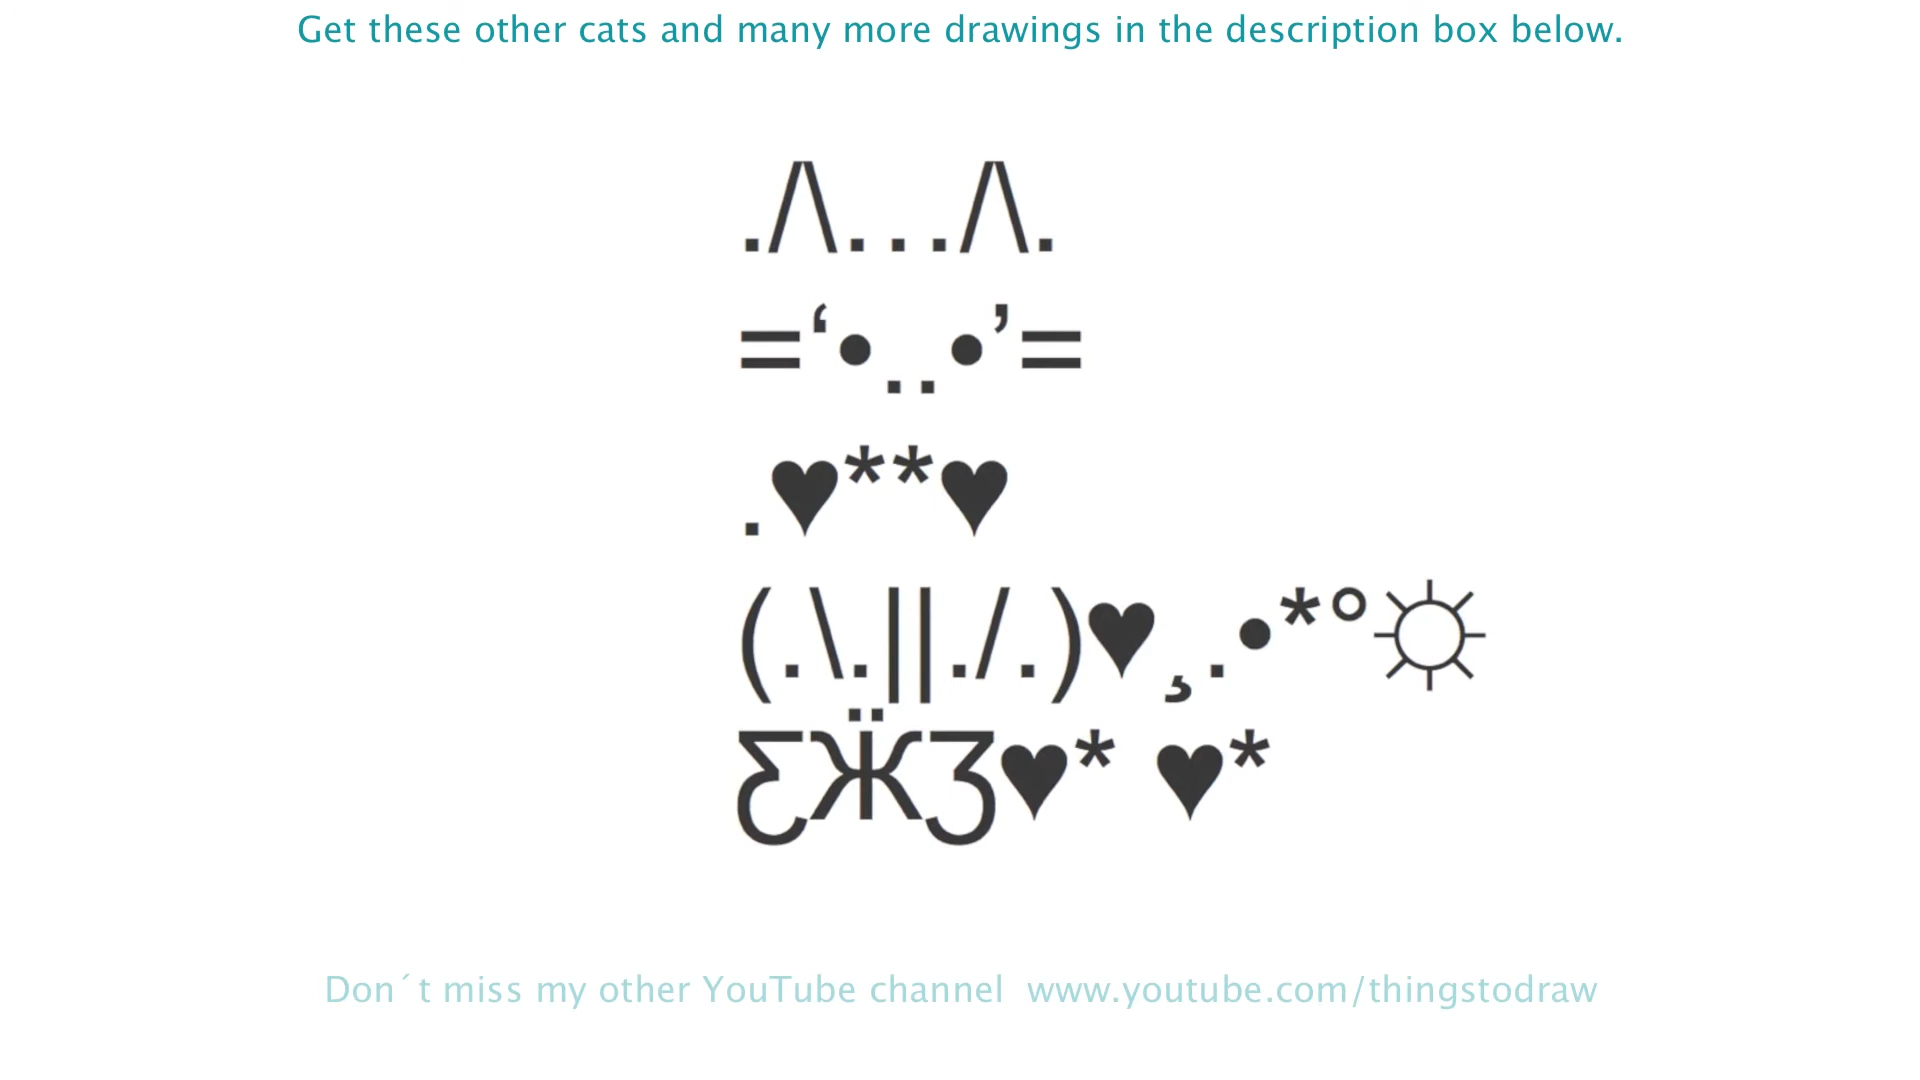 Get these other cats and many more drawings in the description box below.
./\.../\.
=‘•..•’=
.♥**♥
(.\.||./.)♥¸.•*°☼
ƸӜƷ♥* ♥*
Don´t miss my other YouTube channel www.youtube.com/thingstodraw